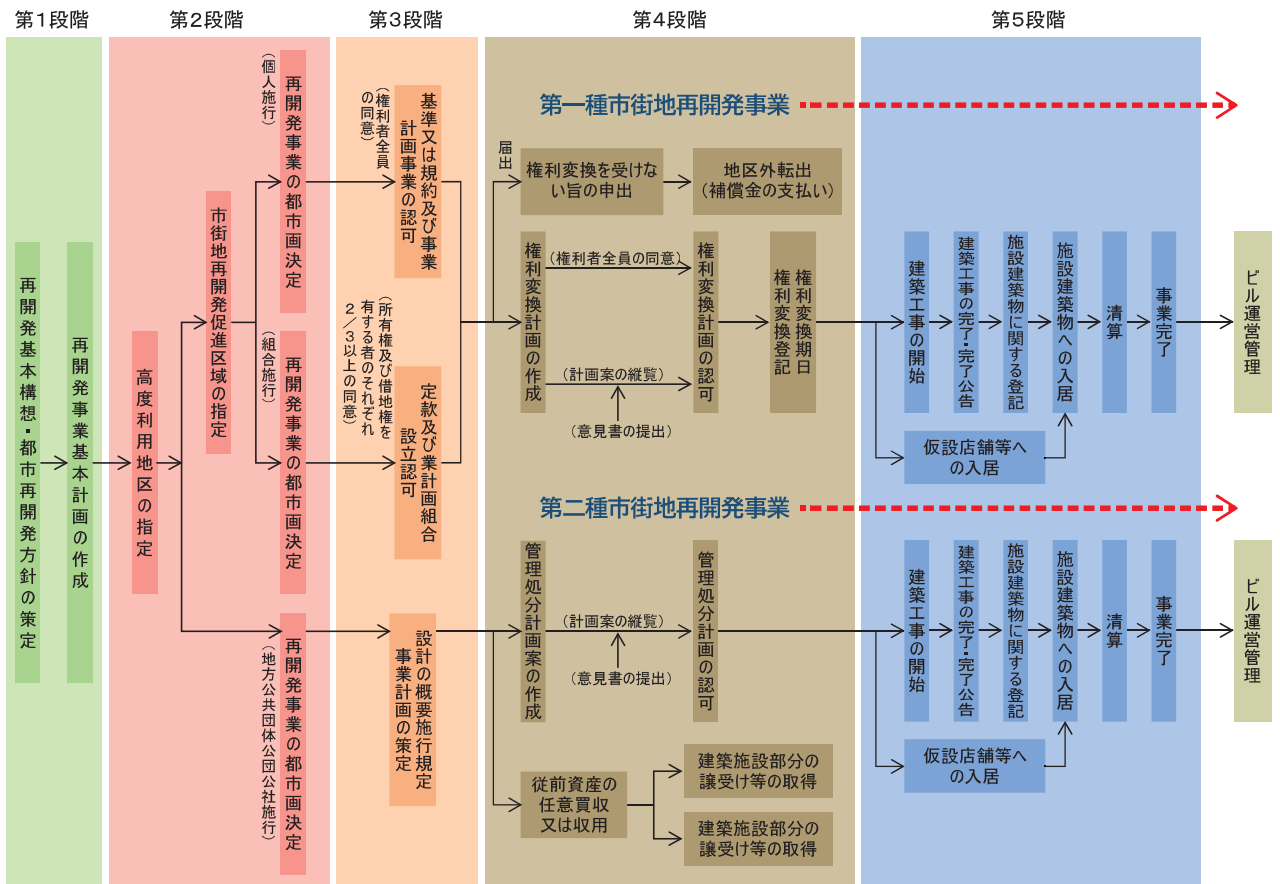 第1段階
第2段階
第3段階
第4段階
第5段階
再開発基本構想・都市再開発方針の策定
再開発事業基本計画の作成
高度利用地区の指定
市街地再開発促進区域の指定
（個人施行）
再開発事業の都市画決定
（組合施行）
再開発事業の都市画決定
（地方公共団体公団公社施行）
再開発事業の都市画決定
（権利者全員
の同意）
基準又は規約及び事業
計画事業の認可
（所有権及び借地権を
有する者のそれぞれ
2／3以上の同意）
定款及び業計画組合
設立認可
設計の概要施行規定
事業計画の策定
第一種市街地再開発事業
届出
権利変換を受けな
い旨の申出
地区外転出
（補償金の支払い）
権利変換計画の作成
（権利者全員の同意）
（計画案の縦覧）
（意見書の提出）
権利変換計画の認可
権利変換期日
権利変換登記
建築工事の開始
建築工事の完了・完了公告
施設建築物に関する登記
施設建築物への入居
清算
事業完了
ビル運営管理
仮設店舗等へ
の入居
第二種市街地再開発事業
管理処分計画案の作成
（計画案の縦覧）
（意見書の提出）
管理処分計画の認可
従前資産の
任意買収
又は収用
建築施設部分の
譲受け等の取得
建築施設部分の
譲受け等の取得
建築工事の開始
建築工事の完了・完了公告
施設建築物に関する登記
施設建築物への入居
清算
事業完了
ビル運営管理
仮設店舗等へ
の入居